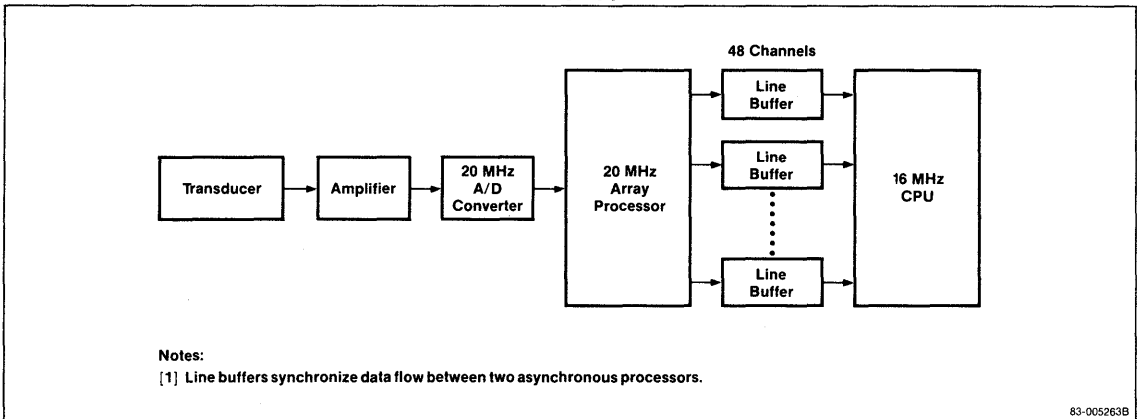 48 Channels
Transducer
Amplifier
20 MHz
A/D
Converter
20 MHz
Array
Processor
Line
Buffer
Line
Buffer
Line
Buffer
16 MHz
CPU
Notes:
[1] Line buffers synchronize data flow between two asynchronous processors.
83-005263B